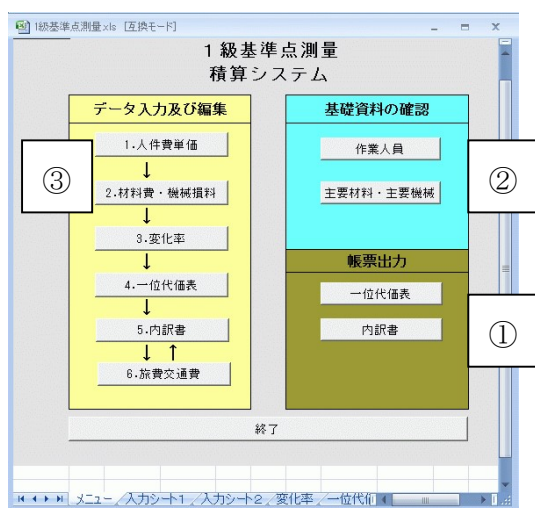 1級基準点測量.xls [互換モード]
1級基準点測量
積算システム
データ入力及び編集
1.人件費単価
↓
2.材料費・機械損料
↓
3.変化率
↓
4.一位代価表
↓
5.内訳書
↓ ↑
6.旅費交通費
③
基礎資料の確認
作業人員
主要材料・主要機械
②
帳票出力
一位代価表
内訳書
①
終了
メニュー 入力シート1 入力シート2 変化率 一位代価